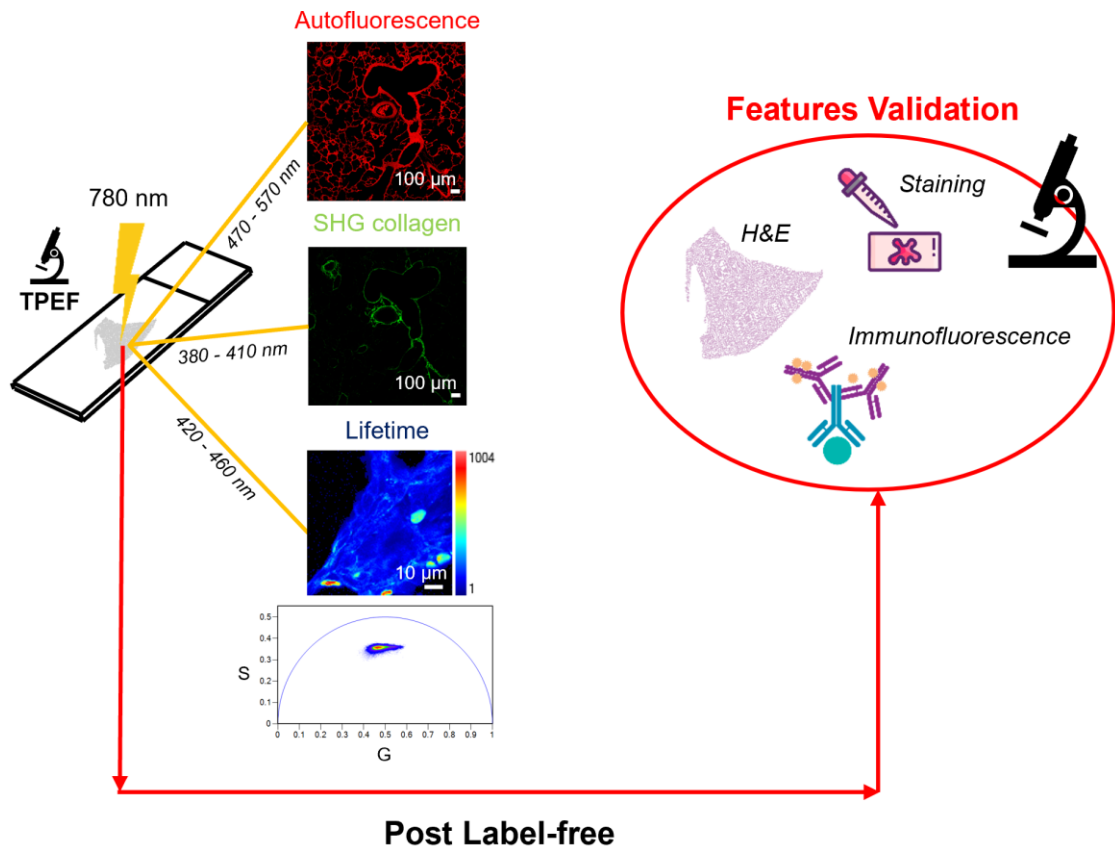 Autofluorescence
100 µm
780 nm
470 - 570 nm
TPEF
SHG collagen
100 µm
380 - 410 nm
420 - 460 nm
Lifetime
1004
10 µm
1
0.5
0.4
0.3
S
0.2
0.1
0
0 0.1 0.2 0.3 0.4 0.5 0.6 0.7 0.8 0.9 1
G
Features Validation
Staining
H&E
Immunofluorescence
Post Label-free